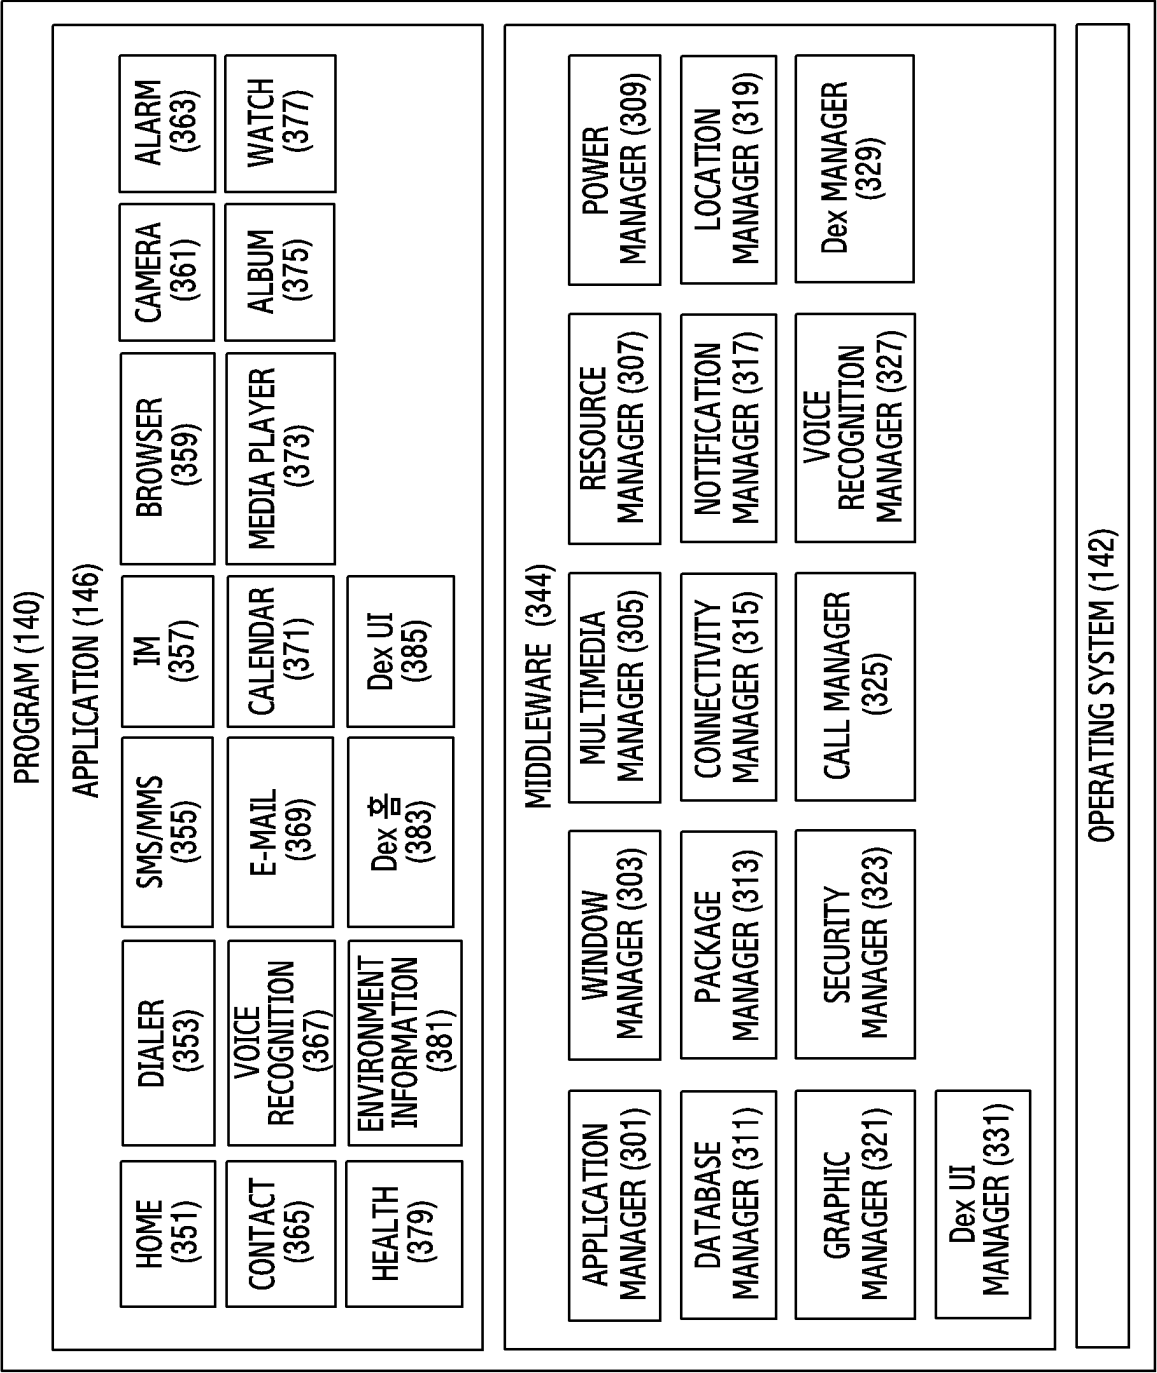 PROGRAM (140)
APPLICATION (146)
HOME
(351)
DIALER
(353)
SMS/MMS
(355)
IM
(357)
BROWSER
(359)
CAMERA
(361)
ALARM
(363)
CONTACT
(365)
VOICE
RECOGNITION
(367)
E-MAIL
(369)
CALENDAR
(371)
MEDIA PLAYER
(373)
ALBUM
(375)
WATCH
(377)
HEALTH
(379)
ENVIRONMENT
INFORMATION
(381)
Dex 홈
(383)
Dex UI
(385)
MIDDLEWARE (344)
APPLICATION
MANAGER (301)
WINDOW
MANAGER (303)
MULTIMEDIA
MANAGER (305)
RESOURCE
MANAGER (307)
POWER
MANAGER (309)
DATABASE
MANAGER (311)
PACKAGE
MANAGER (313)
CONNECTIVITY
MANAGER (315)
NOTIFICATION
MANAGER (317)
LOCATION
MANAGER (319)
GRAPHIC
MANAGER (321)
SECURITY
MANAGER (323)
CALL MANAGER
(325)
VOICE
RECOGNITION
MANAGER (327)
Dex MANAGER
(329)
Dex UI
MANAGER (331)
OPERATING SYSTEM (142)